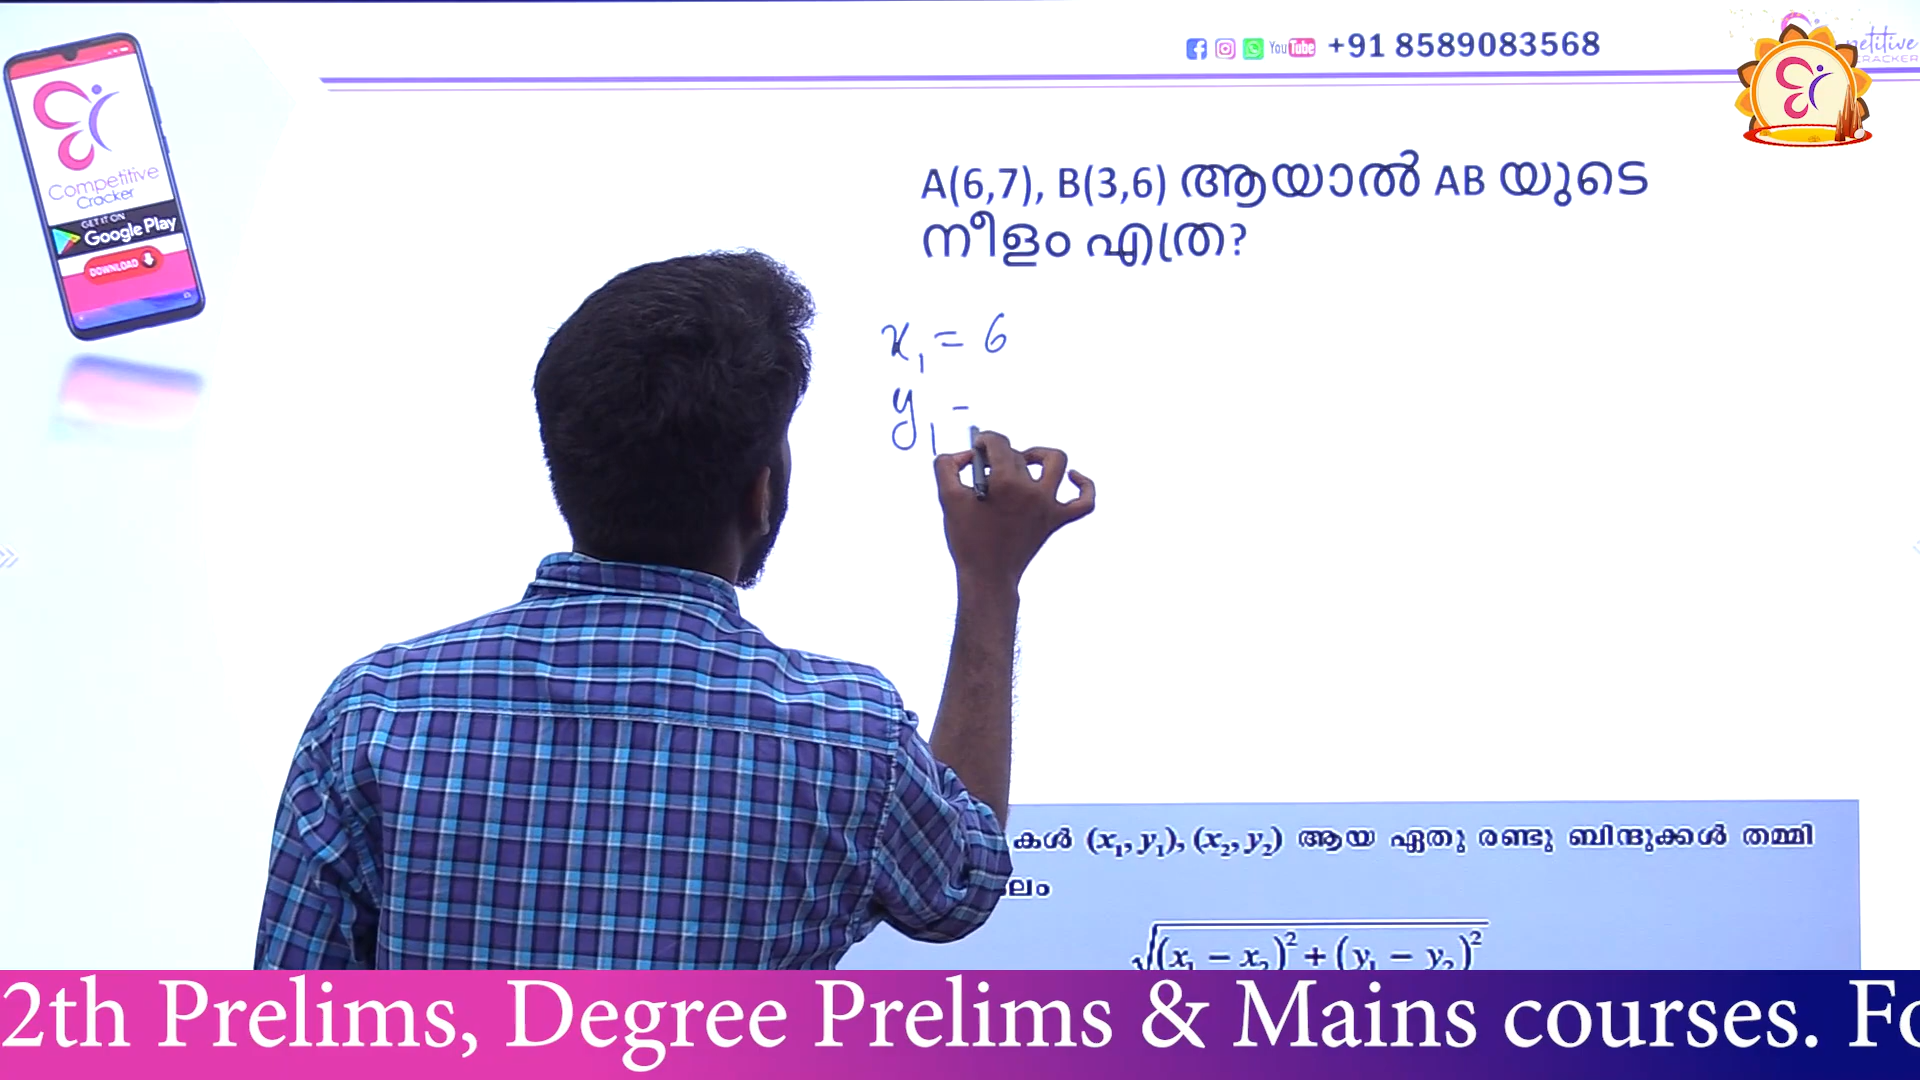 You Tube +91 8589083568
Competitive
Cracker
GET IT ON
Google Play
DOWNLOAD
A(6,7), B(3,6) ആയാൽ AB യുടെ
നീളം എത്ര?
x₁ = 6
y₁ =
കൾ (x₁, y₁), (x₂, y₂) ആയ ഏതു രണ്ടു ബിന്ദുക്കൾ തമ്മി
ലം
√(x₁ − x₂)² + (y₁ − y₂)²
2th Prelims, Degree Prelims & Mains courses. Fo